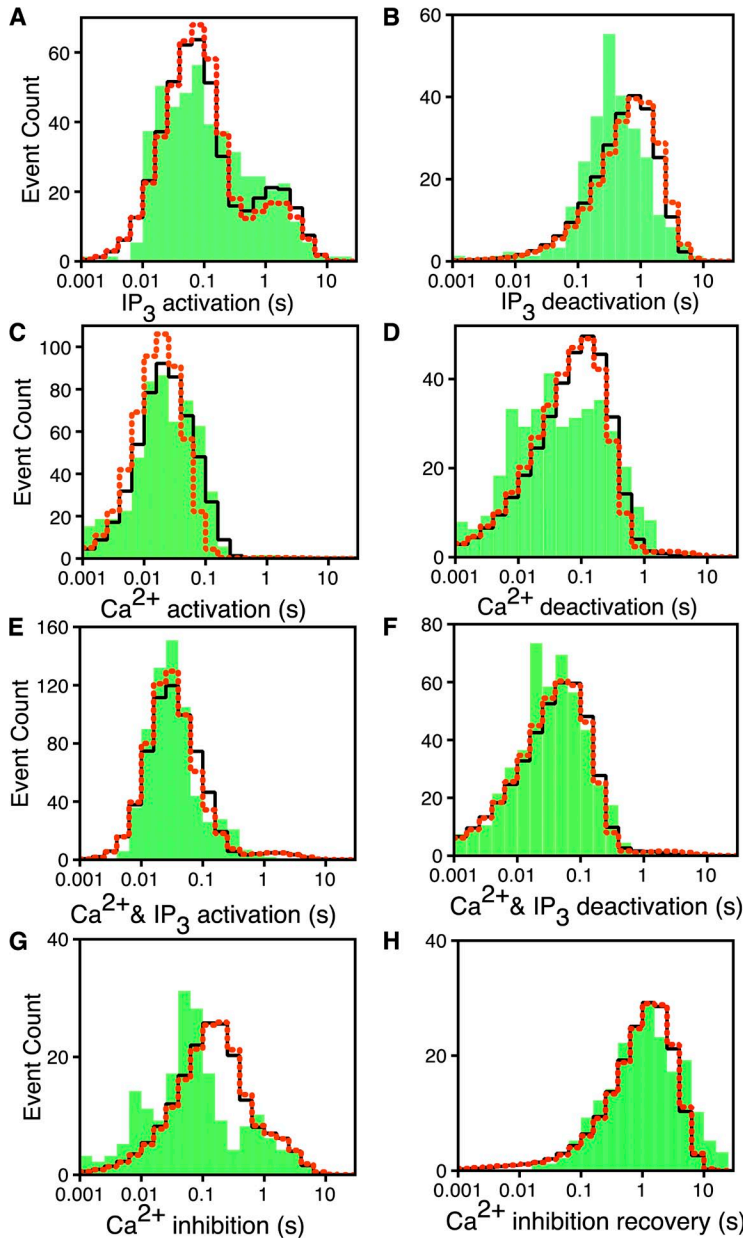 A
Event Count
60
40
20
0
0.001 0.01 0.1 1 10
IP3 activation (s)
B
60
40
20
0
0.001 0.01 0.1 1 10
IP3 deactivation (s)
C
Event Count
100
80
60
40
20
0
0.001 0.01 0.1 1 10
Ca2+ activation (s)
D
40
20
0
0.001 0.01 0.1 1 10
Ca2+ deactivation (s)
E
Event Count
160
120
80
40
0
0.001 0.01 0.1 1 10
Ca2+& IP3 activation (s)
F
80
60
40
20
0
0.001 0.01 0.1 1 10
Ca2+& IP3 deactivation (s)
G
Event Count
40
20
0
0.001 0.01 0.1 1 10
Ca2+ inhibition (s)
H
40
20
0
0.001 0.01 0.1 1 10
Ca2+ inhibition recovery (s)